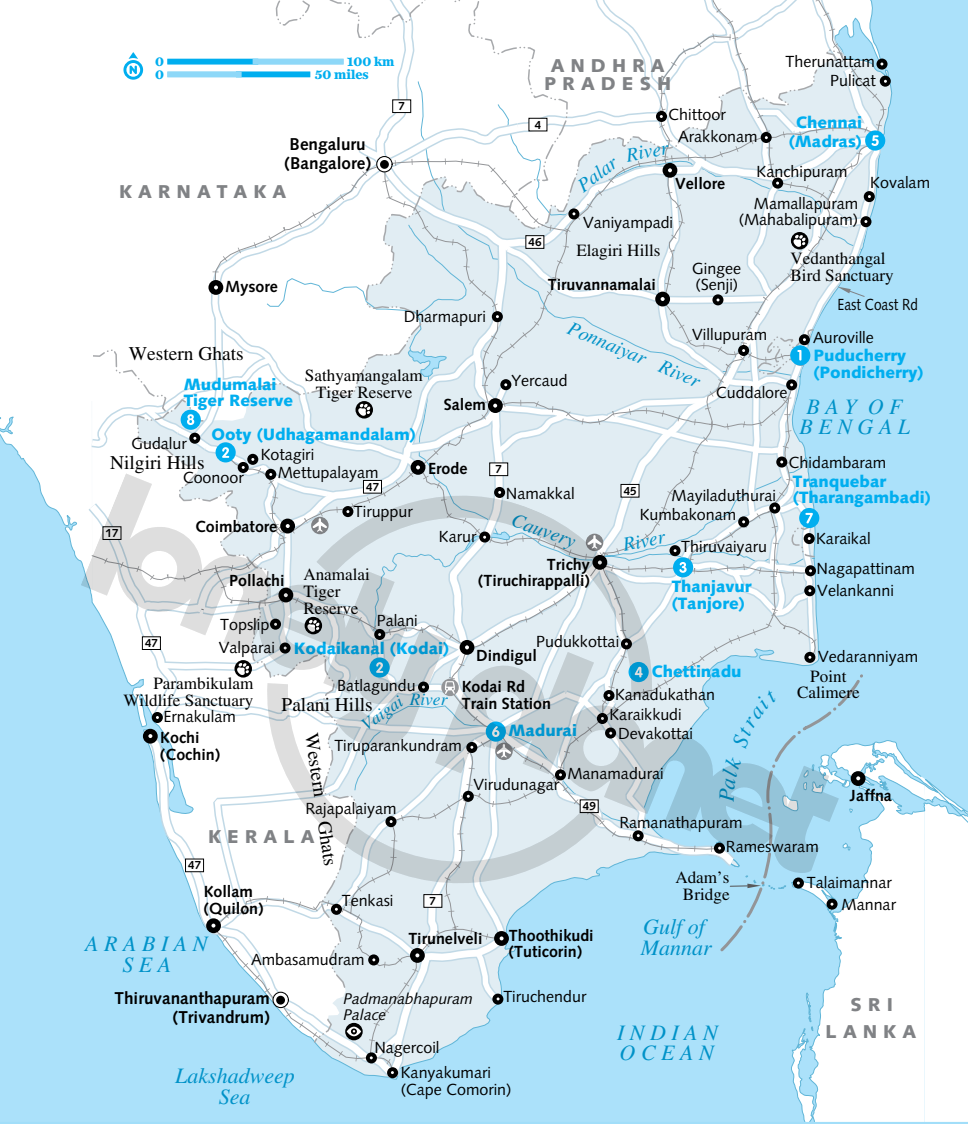 Therunattam
0 100 km
0 50 miles
N
ANDHRA
PRADESH
Pulicat
7
Chittoor
4
Chennai
(Madras) 5
Arakkonam
Bengaluru
(Bangalore)
Palar River
Vellore
Kanchipuram
Kovalam
KARNATAKA
Mamallapuram
(Mahabalipuram)
Vaniyampadi
46
Elagiri Hills
Vedanthangal
Bird Sanctuary
Gingee
(Senji)
Mysore
Tiruvannamalai
East Coast Rd
Dharmapuri
Ponnaiyar River
Villupuram
Auroville
1 Puducherry
(Pondicherry)
Western Ghats
Sathyamangalam
Tiger Reserve
Mudumalai
Tiger Reserve
8
Yercaud
Cuddalore
Salem
BAY OF
BENGAL
Gudalur
Ooty (Udhagamandalam)
2
Kotagiri
Nilgiri Hills
Coonoor
Mettupalayam
Erode
7
Chidambaram
47
Namakkal
45
Mayiladuthurai
Tranquebar
(Tharangambadi)
7
Kumbakonam
Tiruppur
Coimbatore
17
Karur
Cauvery River
Karaikal
Thiruvaiyaru
Trichy
(Tiruchirappalli)
3
Thanjavur
(Tanjore)
Nagapattinam
Velankanni
Pollachi
Anamalai
Tiger
Reserve
Topslip
Palani
47
Valparai
Kodaikanal (Kodai)
2
Dindigul
Pudukkottai
Vedaranniyam
4 Chettinadu
Point
Calimere
Parambikulam
Wildlife Sanctuary
Batlagundu
Kodai Rd
Train Station
Palani Hills
Vaigai River
Kanadukathan
Ernakulam
Karaikkudi
Kochi
(Cochin)
6 Madurai
Devakottai
Tiruparankundram
Palk Strait
Western Ghats
Manamadurai
Virudunagar
Jaffna
49
Rajapalaiyam
KERALA
Ramanathapuram
Rameswaram
47
Adam's
Bridge
Talaimannar
Kollam
(Quilon)
Tenkasi
7
Mannar
Gulf of
Mannar
ARABIAN
SEA
Tirunelveli
Thoothikudi
(Tuticorin)
Ambasamudram
Thiruvananthapuram
(Trivandrum)
Padmanabhapuram
Palace
Tiruchendur
SRI
LANKA
INDIAN
OCEAN
Nagercoil
Lakshadweep
Sea
Kanyakumari
(Cape Comorin)
lonely planet